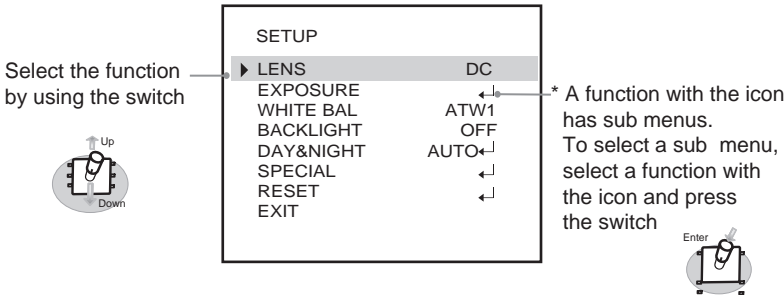 SETUP
Select the function
by using the switch
Up
Down
LENS DC
EXPOSURE ↵
WHITE BAL ATW1
BACKLIGHT OFF
DAY&NIGHT AUTO↵
SPECIAL ↵
RESET ↵
EXIT
* A function with the icon
has sub menus.
To select a sub menu,
select a function with
the icon and press
the switch
Enter